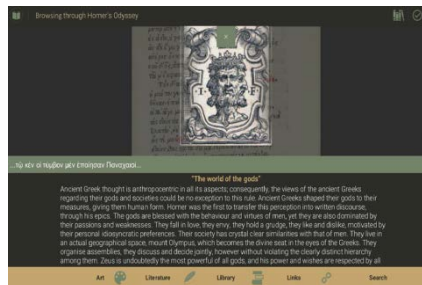 Browsing through Homer's Odyssey
I F
...τῷ κέν οἱ τύμβον μὲν ἐποίησαν Παναχαιοί...
"The world of the gods"
Ancient Greek thought is anthropocentric in all its aspects; consequently, the views of the ancient Greeks
regarding their gods and societies could be no exception to this rule. Ancient Greeks shaped their gods to their
measures, giving them human form. Homer was the first to transfer this perception into written discourse,
through his epics. The gods are blessed with the behaviour and virtues of men, yet they are also dominated by
their passions and weaknesses. They fall in love, they envy, they hold a grudge, they like and dislike, motivated by
their personal idiosyncratic preferences. Their society has crystal clear similarities with that of men. They live in
an actual geographical space, mount Olympus, which becomes the divine seat in the eyes of the Greeks. They
organise assemblies, they discuss and decide jointly, however without violating the clearly distinct hierarchy
among them. Zeus is undoubtedly the most powerful of all gods, and his power and wishes are respected by all
Art Literature Library Links Search